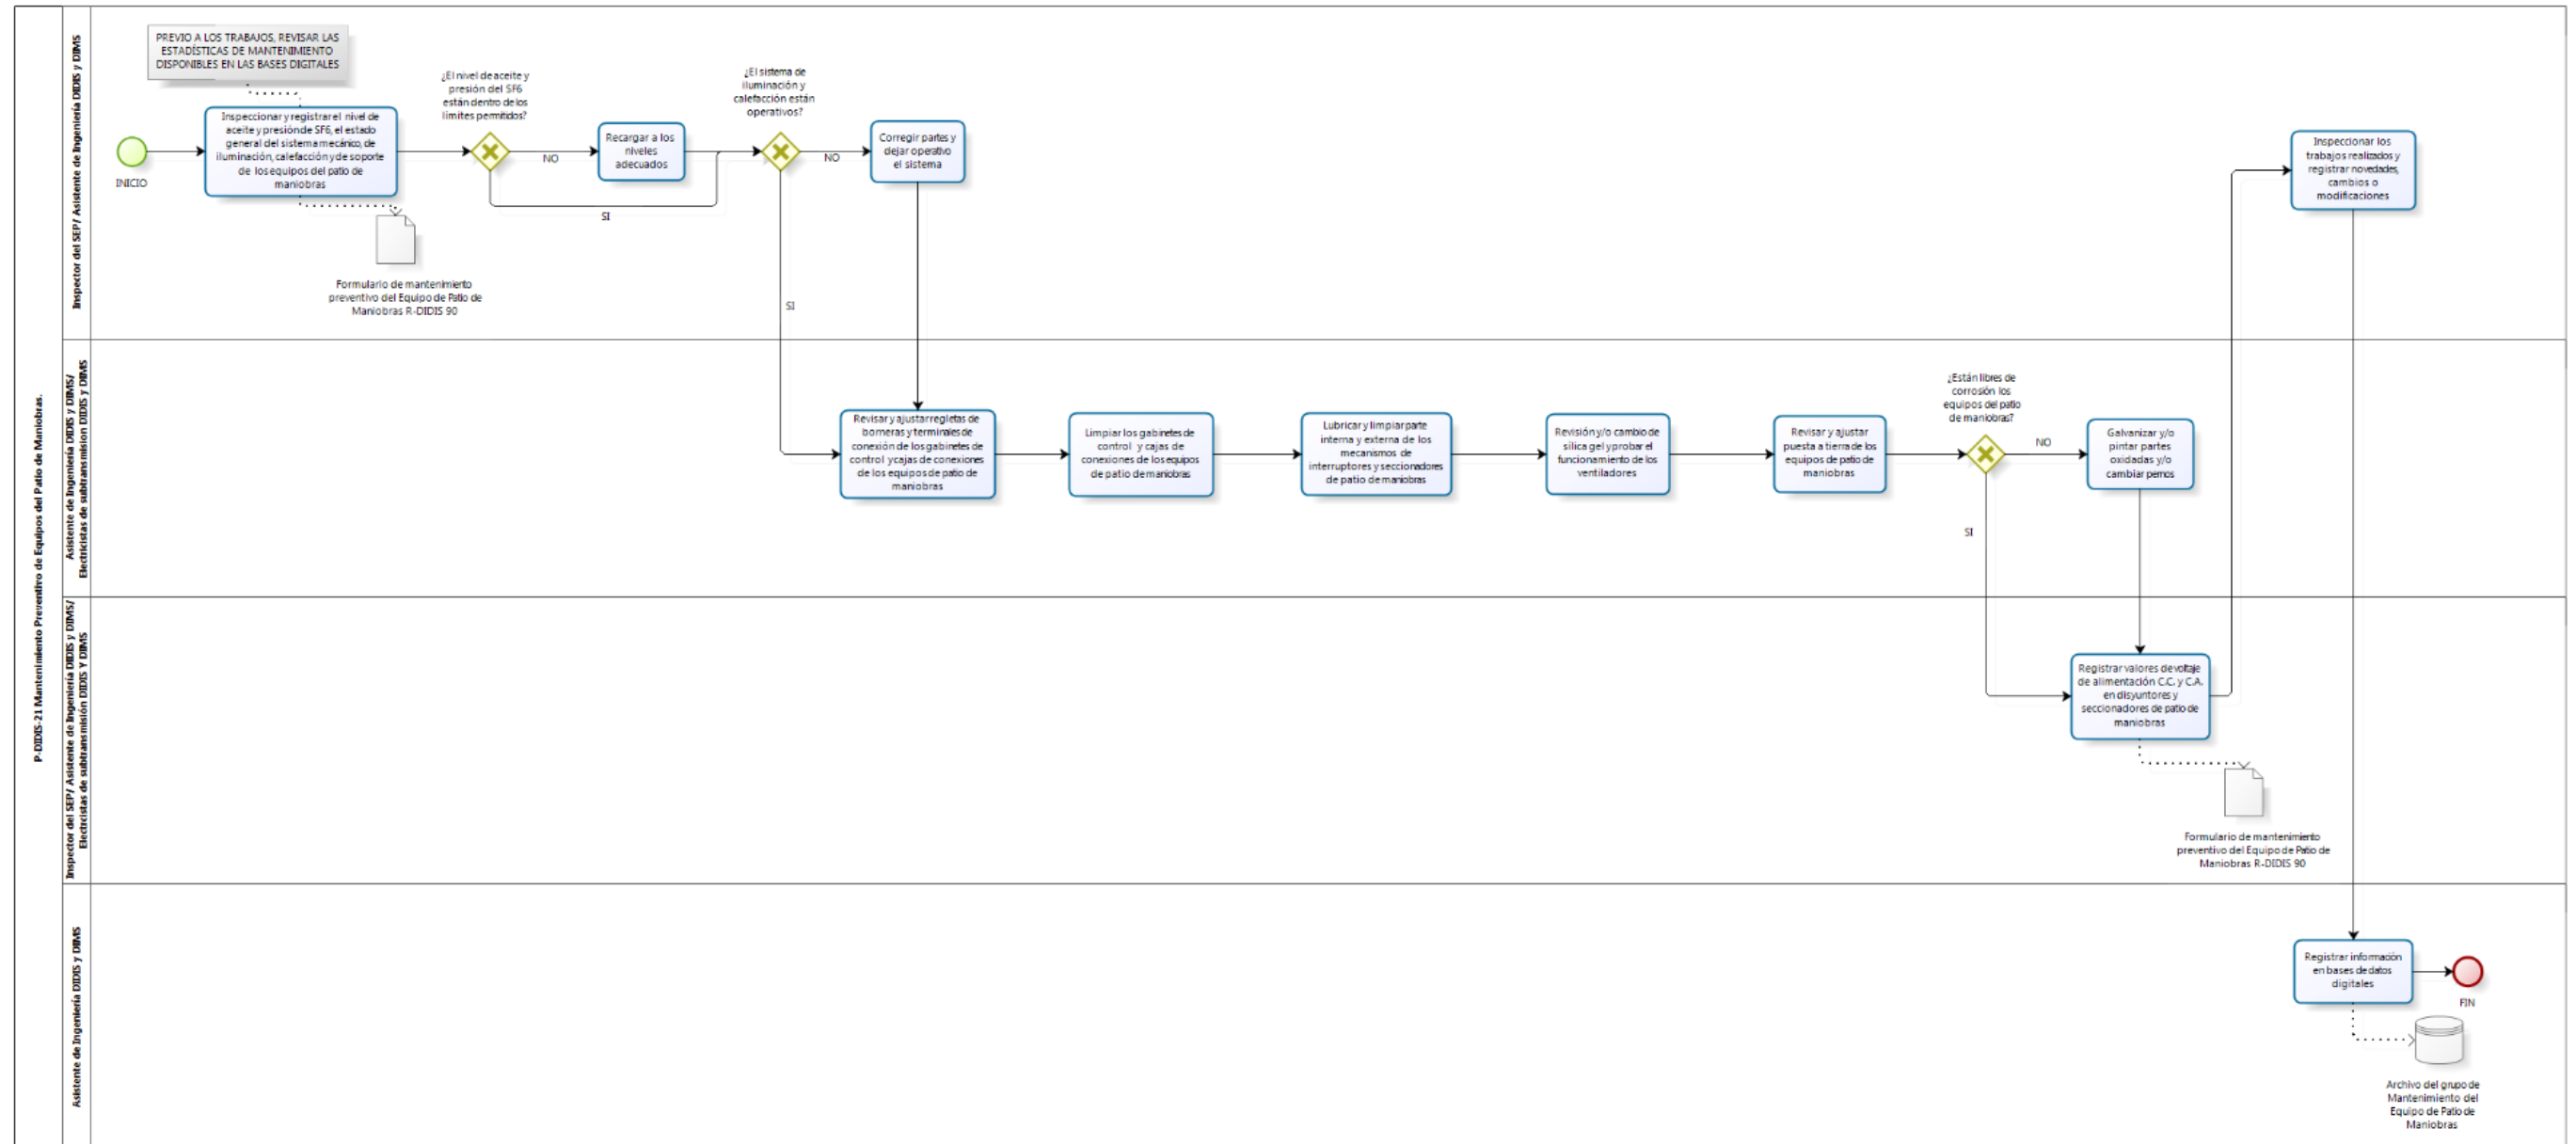 P-DIDIS-21 Mantenimiento Preventivo de Equipos del Patio de Maniobras.
Inspector del SEP/ Asistente de Ingeniería DIDIS y DIMS
PREVIO A LOS TRABAJOS, REVISAR LAS
ESTADÍSTICAS DE MANTENIMIENTO
DISPONIBLES EN LAS BASES DIGITALES
INICIO
Inspeccionar y registrar el nivel de
aceite y presión de SF6, el estado
general del sistema mecánico, de
iluminación, calefacción y de soporte
de los equipos del patio de
maniobras
Formulario de mantenimiento
preventivo del Equipo de Patio de
Maniobras R-DIDIS 90
¿El nivel de aceite y
presión del SF6
están dentro de los
límites permitidos?
NO
SI
Recargar a los
niveles
adecuados
¿El sistema de
iluminación y
calefacción están
operativos?
NO
SI
Corregir partes y
dejar operativo
el sistema
Inspeccionar los
trabajos realizados y
registrar novedades,
cambios o
modificaciones
Asistente de Ingeniería DIDIS y DIMS/
Electricistas de subtransmision DIDIS y DIMS
Revisar y ajustar regletas de
borneras y terminales de
conexión de los gabinetes de
control y cajas de conexiones
de los equipos de patio de
maniobras
Limpiar los gabinetes de
control y cajas de
conexiones de los equipos
de patio de maniobras
Lubricar y limpiar parte
interna y externa de los
mecanismos de
interruptores y seccionadores
de patio de maniobras
Revisión y/o cambio de
sílica gel y probar el
funcionamiento de los
ventiladores
Revisar y ajustar
puesta a tierra de los
equipos de patio de
maniobras
¿Están libres de
corrosión los
equipos del patio
de maniobras?
NO
SI
Galvanizar y/o
pintar partes
oxidadas y/o
cambiar pernos
Inspector del SEP/ Asistente de Ingeniería DIDIS y DIMS/
Electrcistas de subtransmisión DIDIS Y DIMS
Registrar valores de voltaje
de alimentación C.C. y C.A.
en disyuntores y
seccionadores de patio de
maniobras
Formulario de mantenimiento
preventivo del Equipo de Patio de
Maniobras R-DIDIS 90
Asistente de Ingeniería DIDIS y DIMS
Registrar información
en bases de datos
digitales
FIN
Archivo del grupo de
Mantenimiento del
Equipo de Patio de
Maniobras